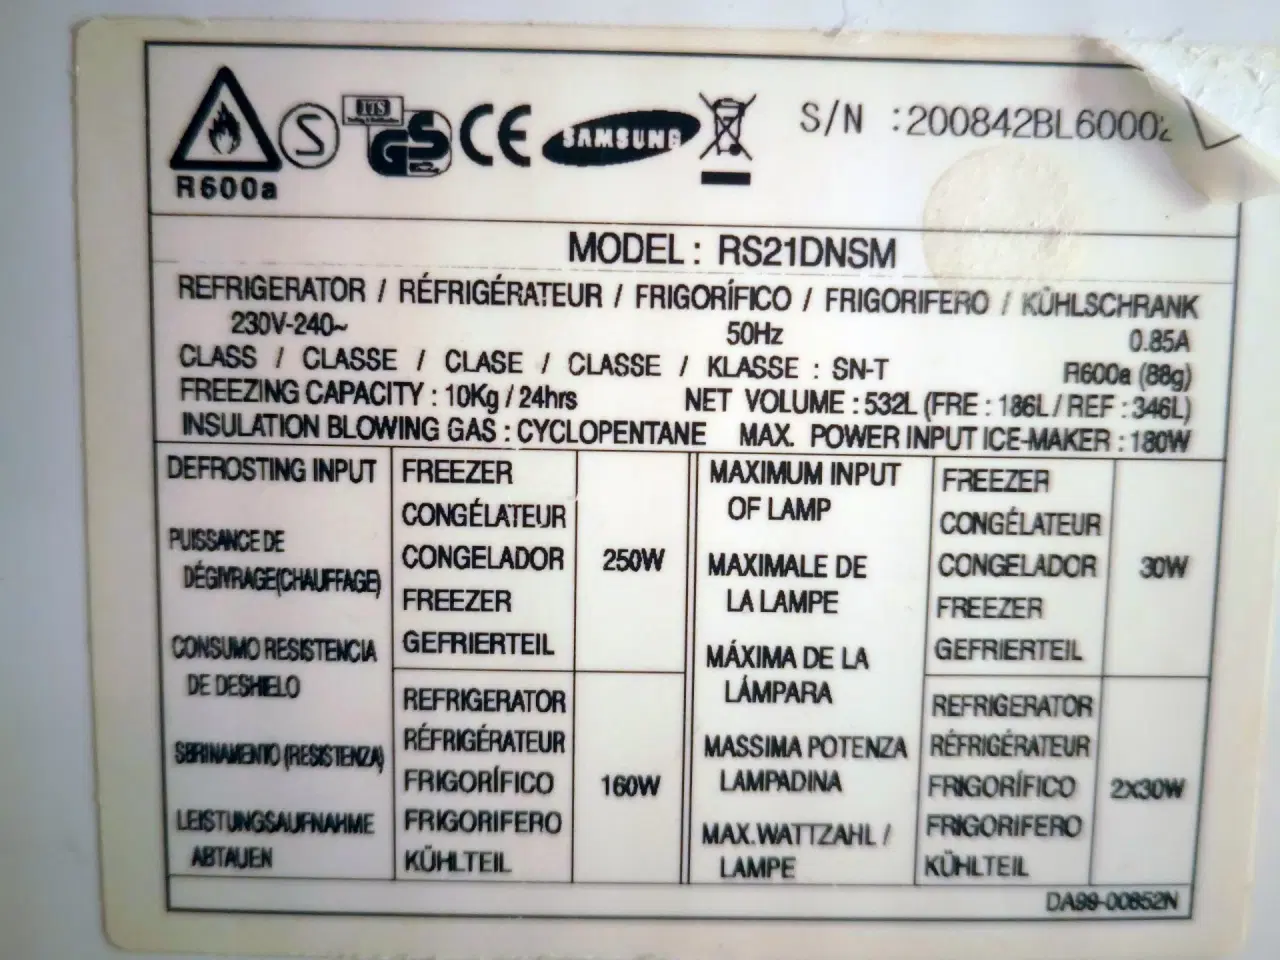 R600a
S
ITS
GS
CE
SAMSUNG
S/N :200842BL60002
MODEL : RS21DNSM
REFRIGERATOR / RÉFRIGÉRATEUR / FRIGORÍFICO / FRIGORIFERO / KÜHLSCHRANK
230V-240~ 50Hz 0.85A
CLASS / CLASSE / CLASE / CLASSE / KLASSE : SN-T R600a (88g)
FREEZING CAPACITY : 10Kg / 24hrs NET VOLUME : 532L (FRE : 186L / REF : 346L)
INSULATION BLOWING GAS : CYCLOPENTANE MAX. POWER INPUT ICE-MAKER : 180W
DEFROSTING INPUT
PUISSANCE DE
DÉGIVRAGE(CHAUFFAGE)
CONSUMO RESISTENCIA
DE DESHIELO
SBRINAMENTO (RESISTENZA)
LEISTUNGSAUFNAHME
ABTAUEN
FREEZER
CONGÉLATEUR
CONGELADOR
FREEZER
GEFRIERTEIL
250W
REFRIGERATOR
RÉFRIGÉRATEUR
FRIGORÍFICO
FRIGORIFERO
KÜHLTEIL
160W
MAXIMUM INPUT
OF LAMP
MAXIMALE DE
LA LAMPE
MÁXIMA DE LA
LÁMPARA
MASSIMA POTENZA
LAMPADINA
MAX.WATTZAHL /
LAMPE
FREEZER
CONGÉLATEUR
CONGELADOR
FREEZER
GEFRIERTEIL
30W
REFRIGERATOR
RÉFRIGÉRATEUR
FRIGORÍFICO
FRIGORIFERO
KÜHLTEIL
2x30W
DA99-00852N